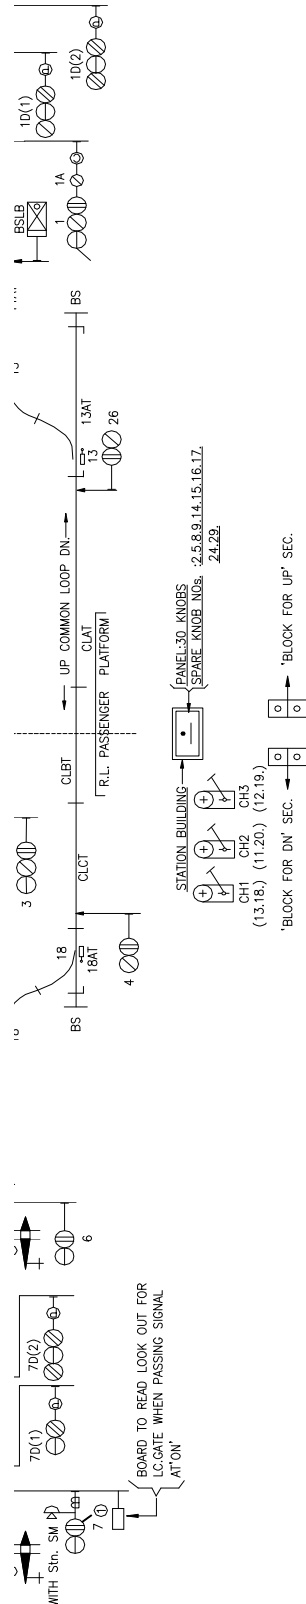 1D(2)
1D(1)
1A
1
BSLB
BS
13AT
13
26
UP COMMON LOOP DN.
CLAT
CLBT
CLCT
R.L. PASSENGER PLATFORM
3
18
18AT
4
BS
PANEL:30 KNOBS
SPARE KNOB NOs. :2.5.8.9.14.15.16.17.
24.29.
STATION BUILDING
CH1
(13.18.)
CH2
(11.20.)
CH3
(12.19.)
'BLOCK FOR UP' SEC.
'BLOCK FOR DN' SEC.
6
7D(2)
7D(1)
WITH Stn. SM
7
1
BOARD TO READ LOOK OUT FOR
LC.GATE WHEN PASSING SIGNAL
AT'ON'